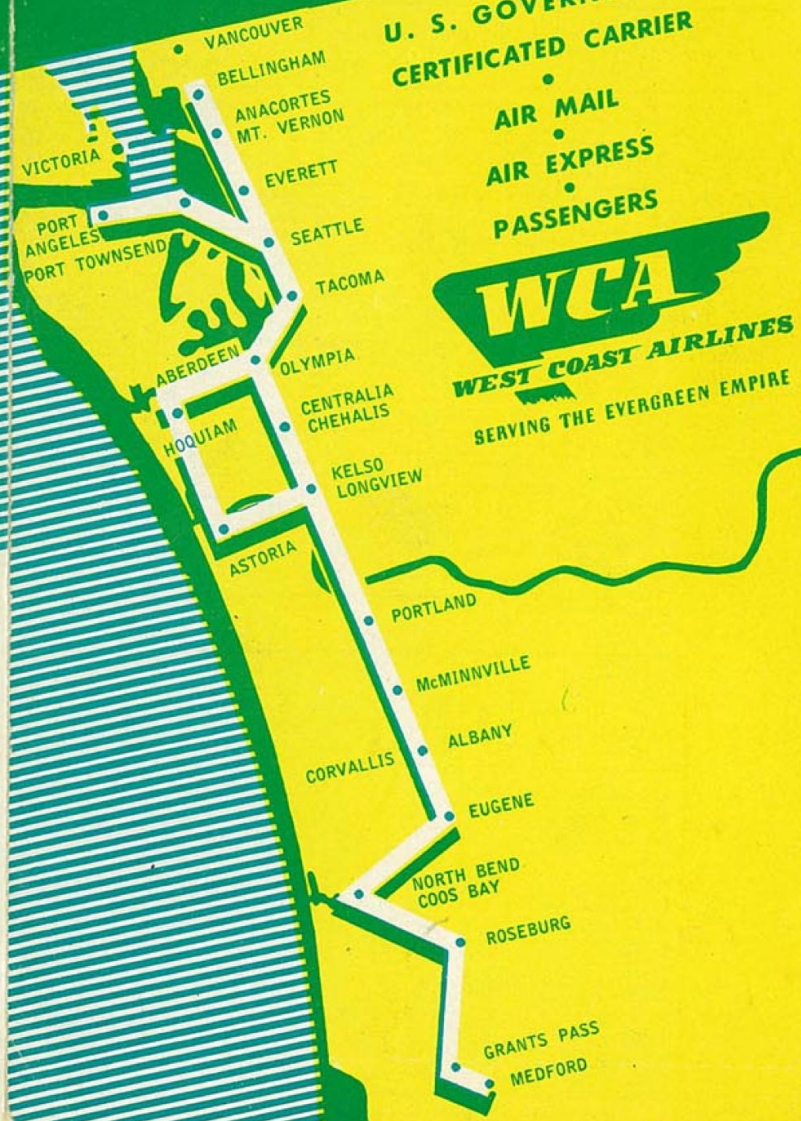 U. S.
CERTIFICATED CARRIER
•
AIR MAIL
•
AIR EXPRESS
•
PASSENGERS
WCA
WEST COAST AIRLINES
SERVING THE EVERGREEN EMPIRE
VANCOUVER
BELLINGHAM
ANACORTES
MT. VERNON
VICTORIA
EVERETT
PORT
ANGELES
PORT TOWNSEND
SEATTLE
TACOMA
ABERDEEN
OLYMPIA
HOQUIAM
CENTRALIA
CHEHALIS
KELSO
LONGVIEW
ASTORIA
PORTLAND
McMINNVILLE
ALBANY
CORVALLIS
EUGENE
NORTH BEND
COOS BAY
ROSEBURG
GRANTS PASS
MEDFORD